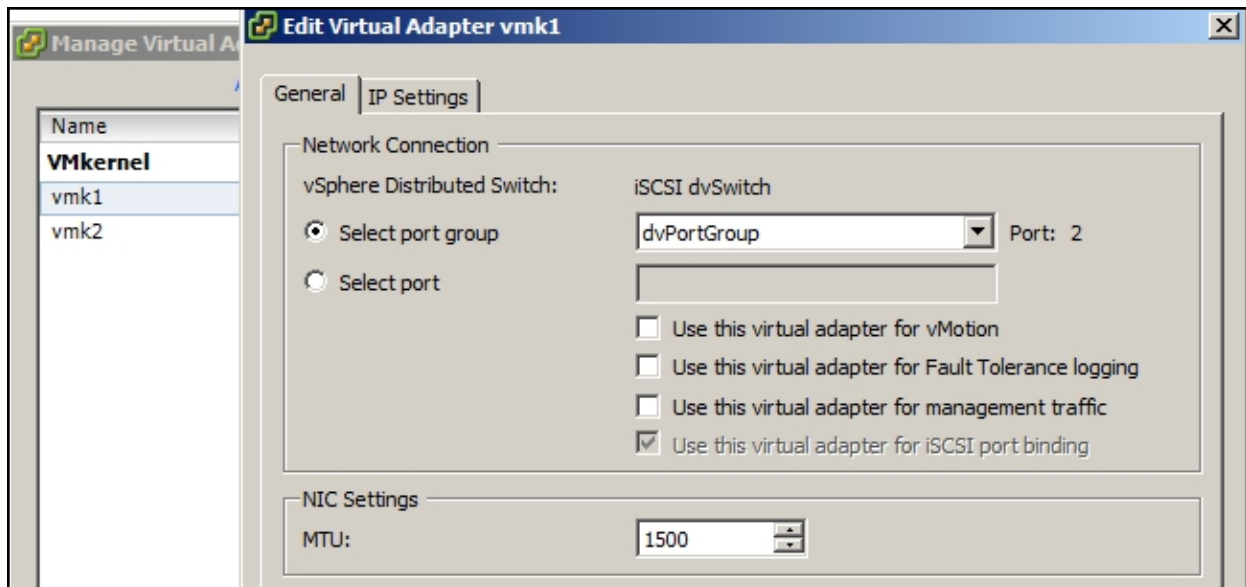 Manage Virtual A
Edit Virtual Adapter vmk1
General
IP Settings
Name
VMkernel
vmk1
vmk2
Network Connection
vSphere Distributed Switch: iSCSI dvSwitch
Select port group dvPortGroup Port: 2
Select port
Use this virtual adapter for vMotion
Use this virtual adapter for Fault Tolerance logging
Use this virtual adapter for management traffic
Use this virtual adapter for iSCSI port binding
NIC Settings
MTU: 1500